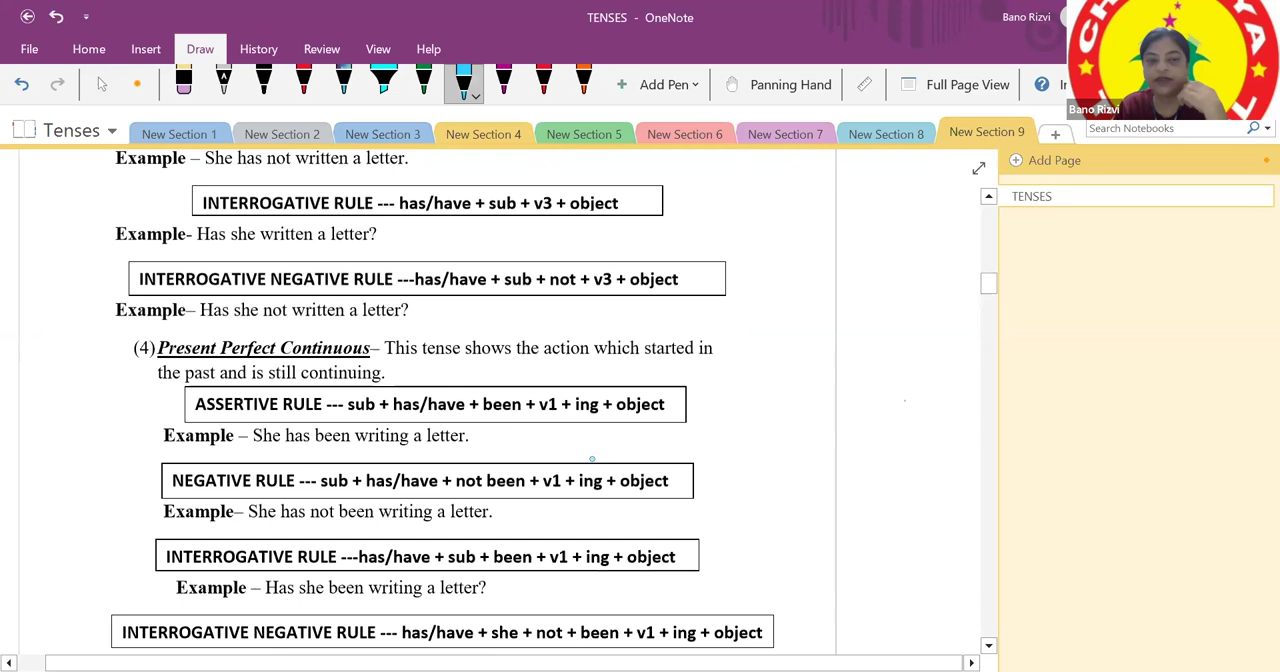 TENSES - OneNote
Bano Rizvi
File Home Insert Draw History Review View Help
Add Pen
Panning Hand
Full Page View
Bano Rizvi
Tenses
New Section 1
New Section 2
New Section 3
New Section 4
New Section 5
New Section 6
New Section 7
New Section 8
New Section 9
Search Notebooks
Add Page
TENSES
Example – She has not written a letter.
INTERROGATIVE RULE --- has/have + sub + v3 + object
Example- Has she written a letter?
INTERROGATIVE NEGATIVE RULE ---has/have + sub + not + v3 + object
Example– Has she not written a letter?
(4) Present Perfect Continuous– This tense shows the action which started in
the past and is still continuing.
ASSERTIVE RULE --- sub + has/have + been + v1 + ing + object
Example – She has been writing a letter.
NEGATIVE RULE --- sub + has/have + not been + v1 + ing + object
Example– She has not been writing a letter.
INTERROGATIVE RULE ---has/have + sub + been + v1 + ing + object
Example – Has she been writing a letter?
INTERROGATIVE NEGATIVE RULE --- has/have + she + not + been + v1 + ing + object